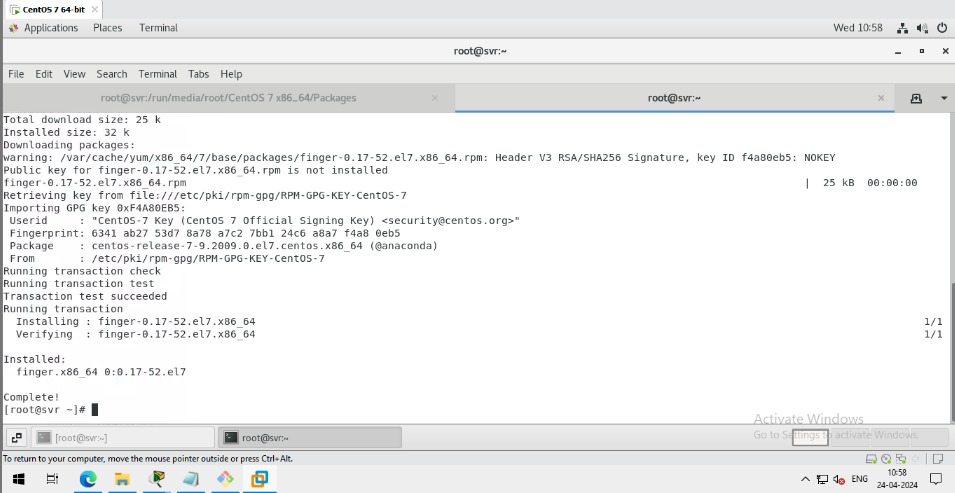 CentOS 7 64-bit
Applications Places Terminal Wed 10:58
root@svr:~
File Edit View Search Terminal Tabs Help
root@svr:/run/media/root/CentOS 7 x86_64/Packages root@svr:~
Total download size: 25 k
Installed size: 32 k
Downloading packages:
warning: /var/cache/yum/x86_64/7/base/packages/finger-0.17-52.el7.x86_64.rpm: Header V3 RSA/SHA256 Signature, key ID f4a80eb5: NOKEY
Public key for finger-0.17-52.el7.x86_64.rpm is not installed
finger-0.17-52.el7.x86_64.rpm | 25 kB 00:00:00
Retrieving key from file:///etc/pki/rpm-gpg/RPM-GPG-KEY-CentOS-7
Importing GPG key 0xF4A80EB5:
Userid : "CentOS-7 Key (CentOS 7 Official Signing Key) <security@centos.org>"
Fingerprint: 6341 ab27 53d7 8a78 a7c2 7bb1 24c6 a8a7 f4a8 0eb5
Package : centos-release-7-9.2009.0.el7.centos.x86_64 (@anaconda)
From : /etc/pki/rpm-gpg/RPM-GPG-KEY-CentOS-7
Running transaction check
Running transaction test
Transaction test succeeded
Running transaction
Installing : finger-0.17-52.el7.x86_64 1/1
Verifying : finger-0.17-52.el7.x86_64 1/1
Installed:
finger.x86_64 0:0.17-52.el7
Complete!
[root@svr ~]#
Activate Windows
Go to Settings to activate Windows.
[root@svr:~] root@svr:~
To return to your computer, move the mouse pointer outside or press Ctrl+Alt.
ENG 10:58
24-04-2024